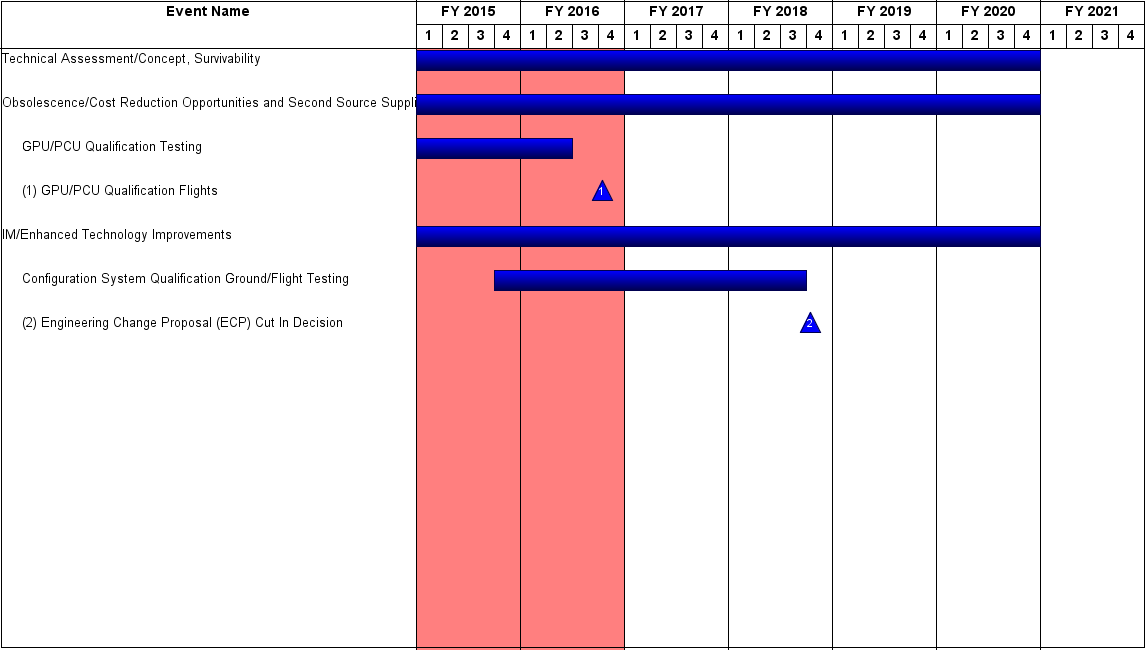 Event Name FY 2015 FY 2016 FY 2017 FY 2018 FY 2019 FY 2020 FY 2021
1 2 3 4 1 2 3 4 1 2 3 4 1 2 3 4 1 2 3 4 1 2 3 4 1 2 3 4
Technical Assessment/Concept, Survivability
Obsolescence/Cost Reduction Opportunities and Second Source Suppli
GPU/PCU Qualification Testing
(1) GPU/PCU Qualification Flights 1
IM/Enhanced Technology Improvements
Configuration System Qualification Ground/Flight Testing
(2) Engineering Change Proposal (ECP) Cut In Decision 2